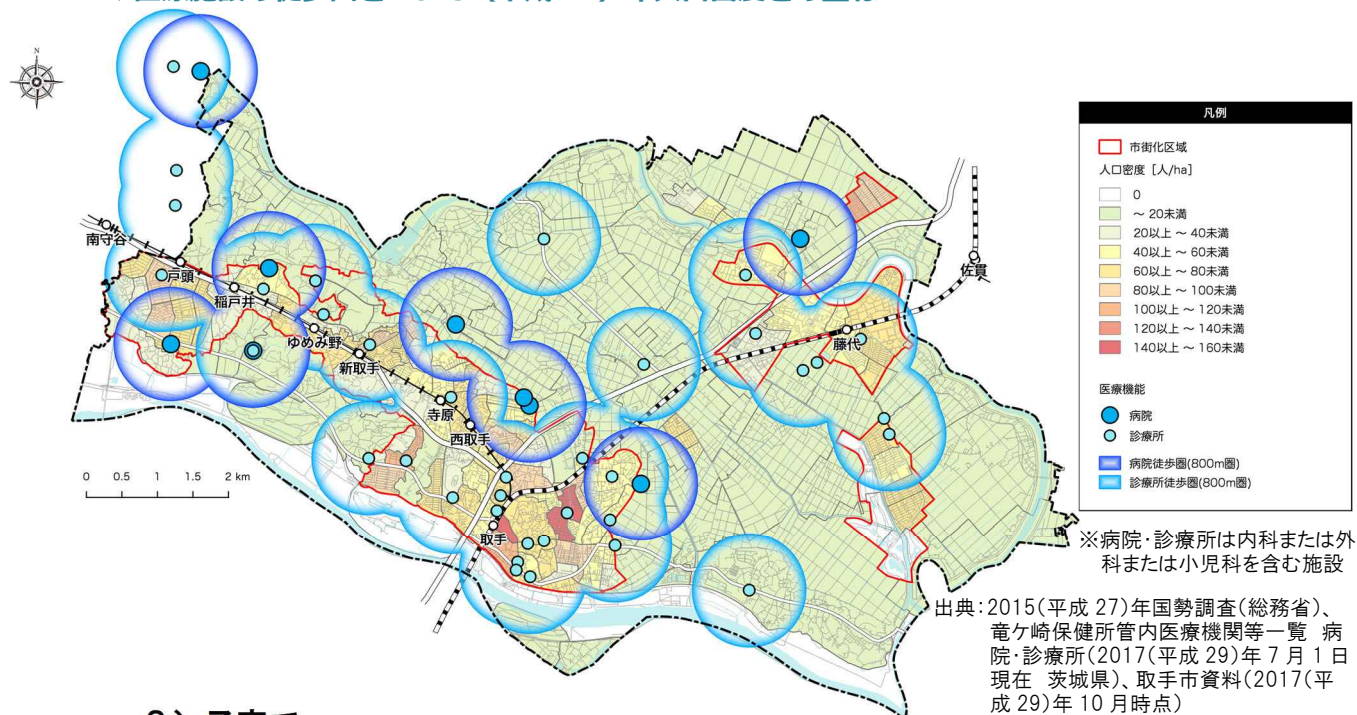 N
凡例
市街化区域
人口密度 [人/ha]
0
～ 20未満
20以上 ～ 40未満
40以上 ～ 60未満
60以上 ～ 80未満
80以上 ～ 100未満
100以上 ～ 120未満
120以上 ～ 140未満
140以上 ～ 160未満
医療機能
病院
診療所
病院徒歩圏(800m圏)
診療所徒歩圏(800m圏)
南守谷
戸頭
稲戸井
ゆめみ野
新取手
寺原
西取手
取手
藤代
佐貫
0 0.5 1 1.5 2 km
※病院・診療所は内科または外
科または小児科を含む施設
出典：2015(平成 27)年国勢調査(総務省)、
竜ケ崎保健所管内医療機関等一覧 病
院・診療所(2017(平成 29)年 7 月 1 日
現在 茨城県)、取手市資料(2017(平
成 29)年 10 月時点)